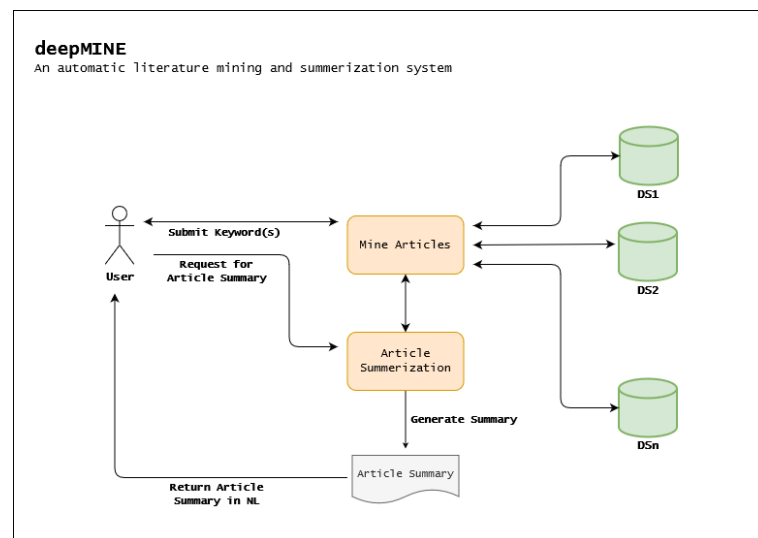 deepMINE
An automatic literature mining and summerization system
DS1
Submit Keyword(s)
Mine Articles
User
Request for
Article Summary
DS2
Article
Summerization
Generate Summary
DSn
Article Summary
Return Article
Summary in NL